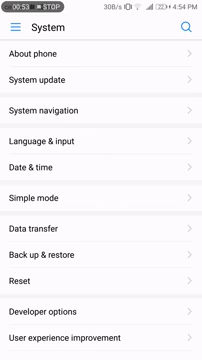 00:53 STOP 30B/s 22 4:54 PM
System
About phone
System update
System navigation
Language & input
Date & time
Simple mode
Data transfer
Back up & restore
Reset
Developer options
User experience improvement